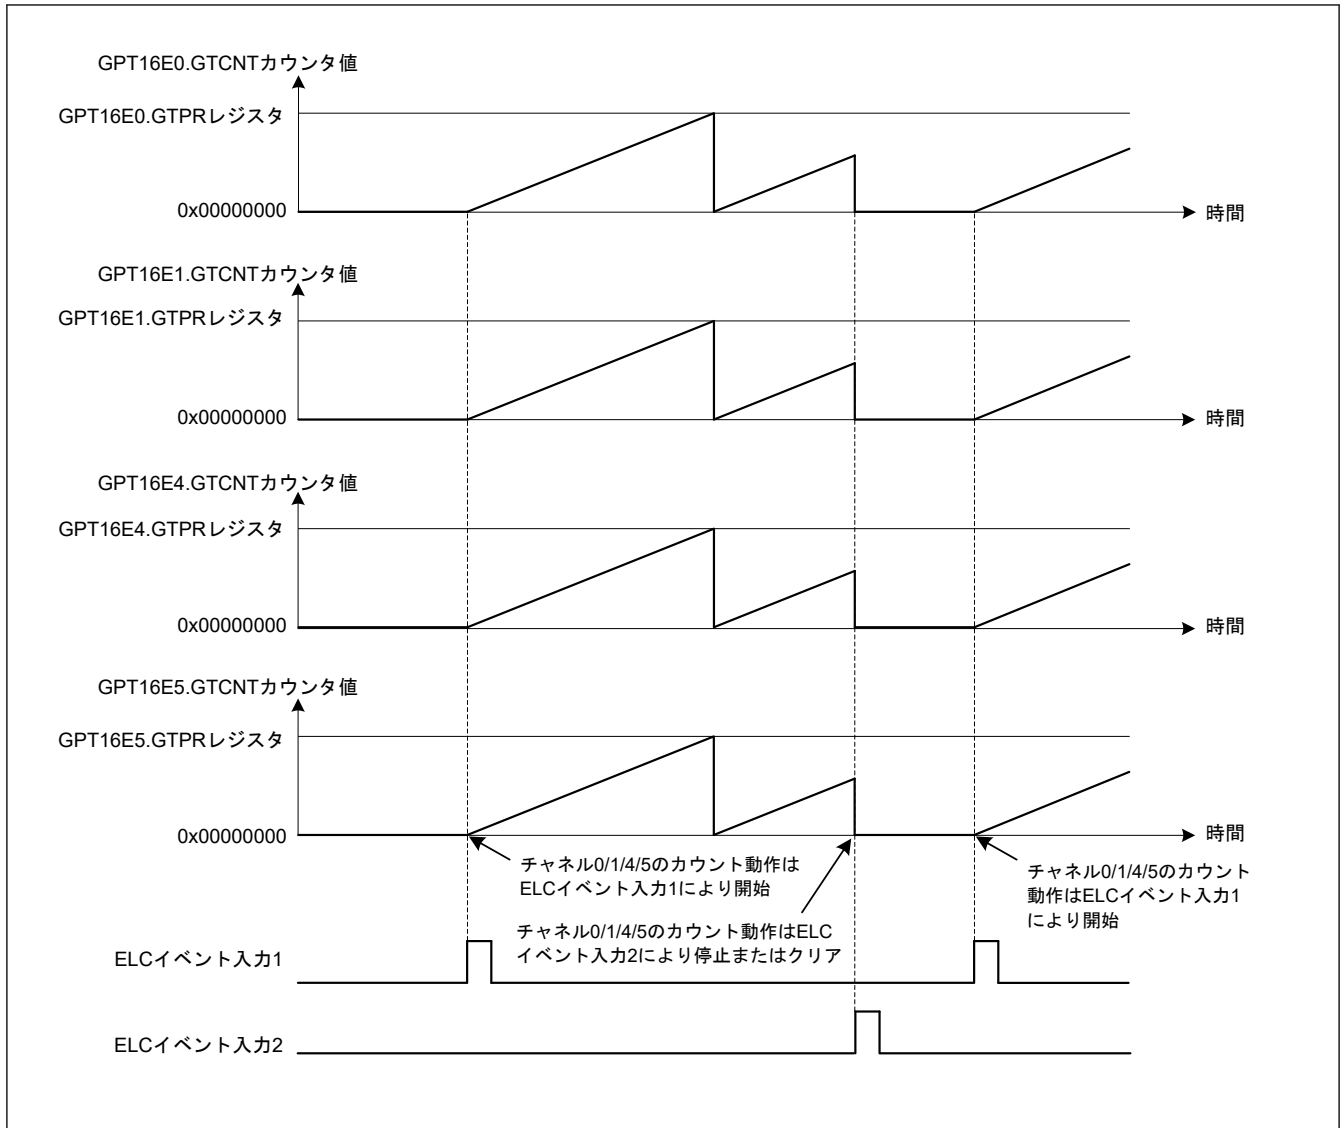 GPT16E0.GTCNTカウンタ値
GPT16E0.GTPRレジスタ
0x00000000
時間
GPT16E1.GTCNTカウンタ値
GPT16E1.GTPRレジスタ
0x00000000
時間
GPT16E4.GTCNTカウンタ値
GPT16E4.GTPRレジスタ
0x00000000
時間
GPT16E5.GTCNTカウンタ値
GPT16E5.GTPRレジスタ
0x00000000
時間
チャネル0/1/4/5のカウント動作は
ELCイベント入力1により開始
チャネル0/1/4/5のカウント動作はELC
イベント入力2により停止またはクリア
チャネル0/1/4/5のカウント
動作はELCイベント入力1
により開始
ELCイベント入力1
ELCイベント入力2